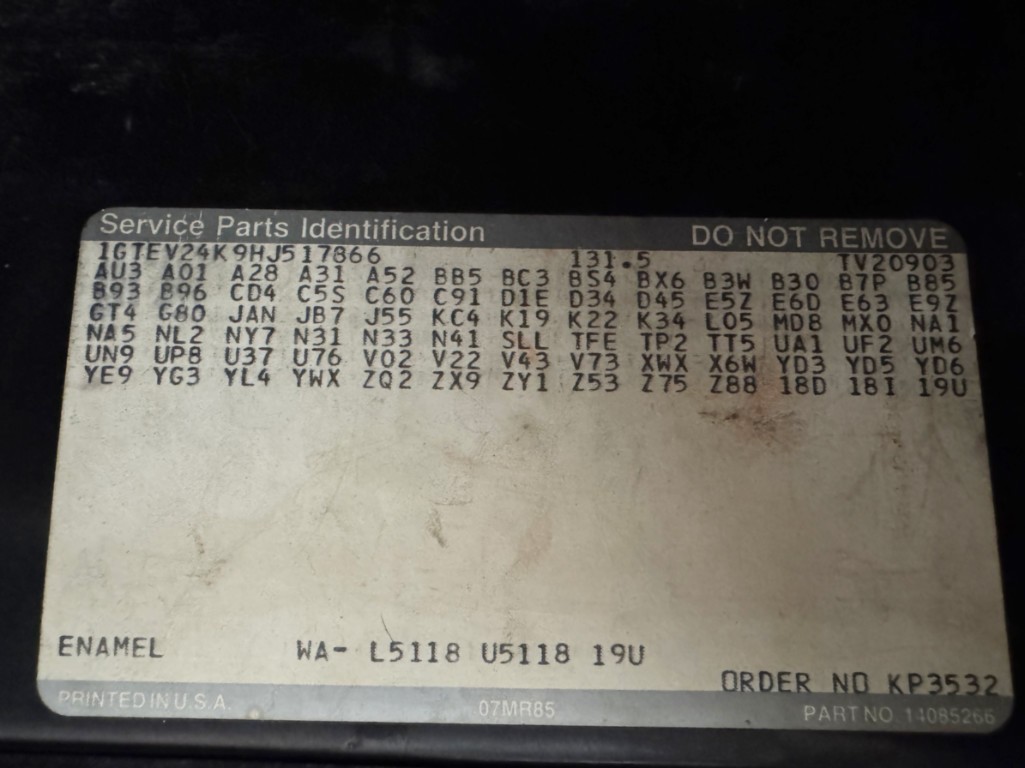 Service Parts Identification DO NOT REMOVE
1GTEV24K9HJ517866 131.5 TV20903
AU3 A01 A28 A31 A52 BB5 BC3 BS4 BX6 B3W B30 B7P B85
B93 B96 CD4 C5S C60 C91 D1E D34 D45 E5Z E6D E63 E9Z
GT4 G80 JAN JB7 J55 KC4 K19 K22 K34 L05 MD8 MX0 NA1
NA5 NL2 NY7 N31 N33 N41 SLL TFE TP2 TT5 UA1 UF2 UM6
UN9 UP8 U37 U76 V02 V22 V43 V73 XWX X6W YD3 YD5 YD6
YE9 YG3 YL4 YWX ZQ2 ZX9 ZY1 Z53 Z75 Z88 18D 18I 19U
ENAMEL WA- L5118 U5118 19U
ORDER NO KP3532
PRINTED IN U.S.A. 07MR85 PART NO. 14085266